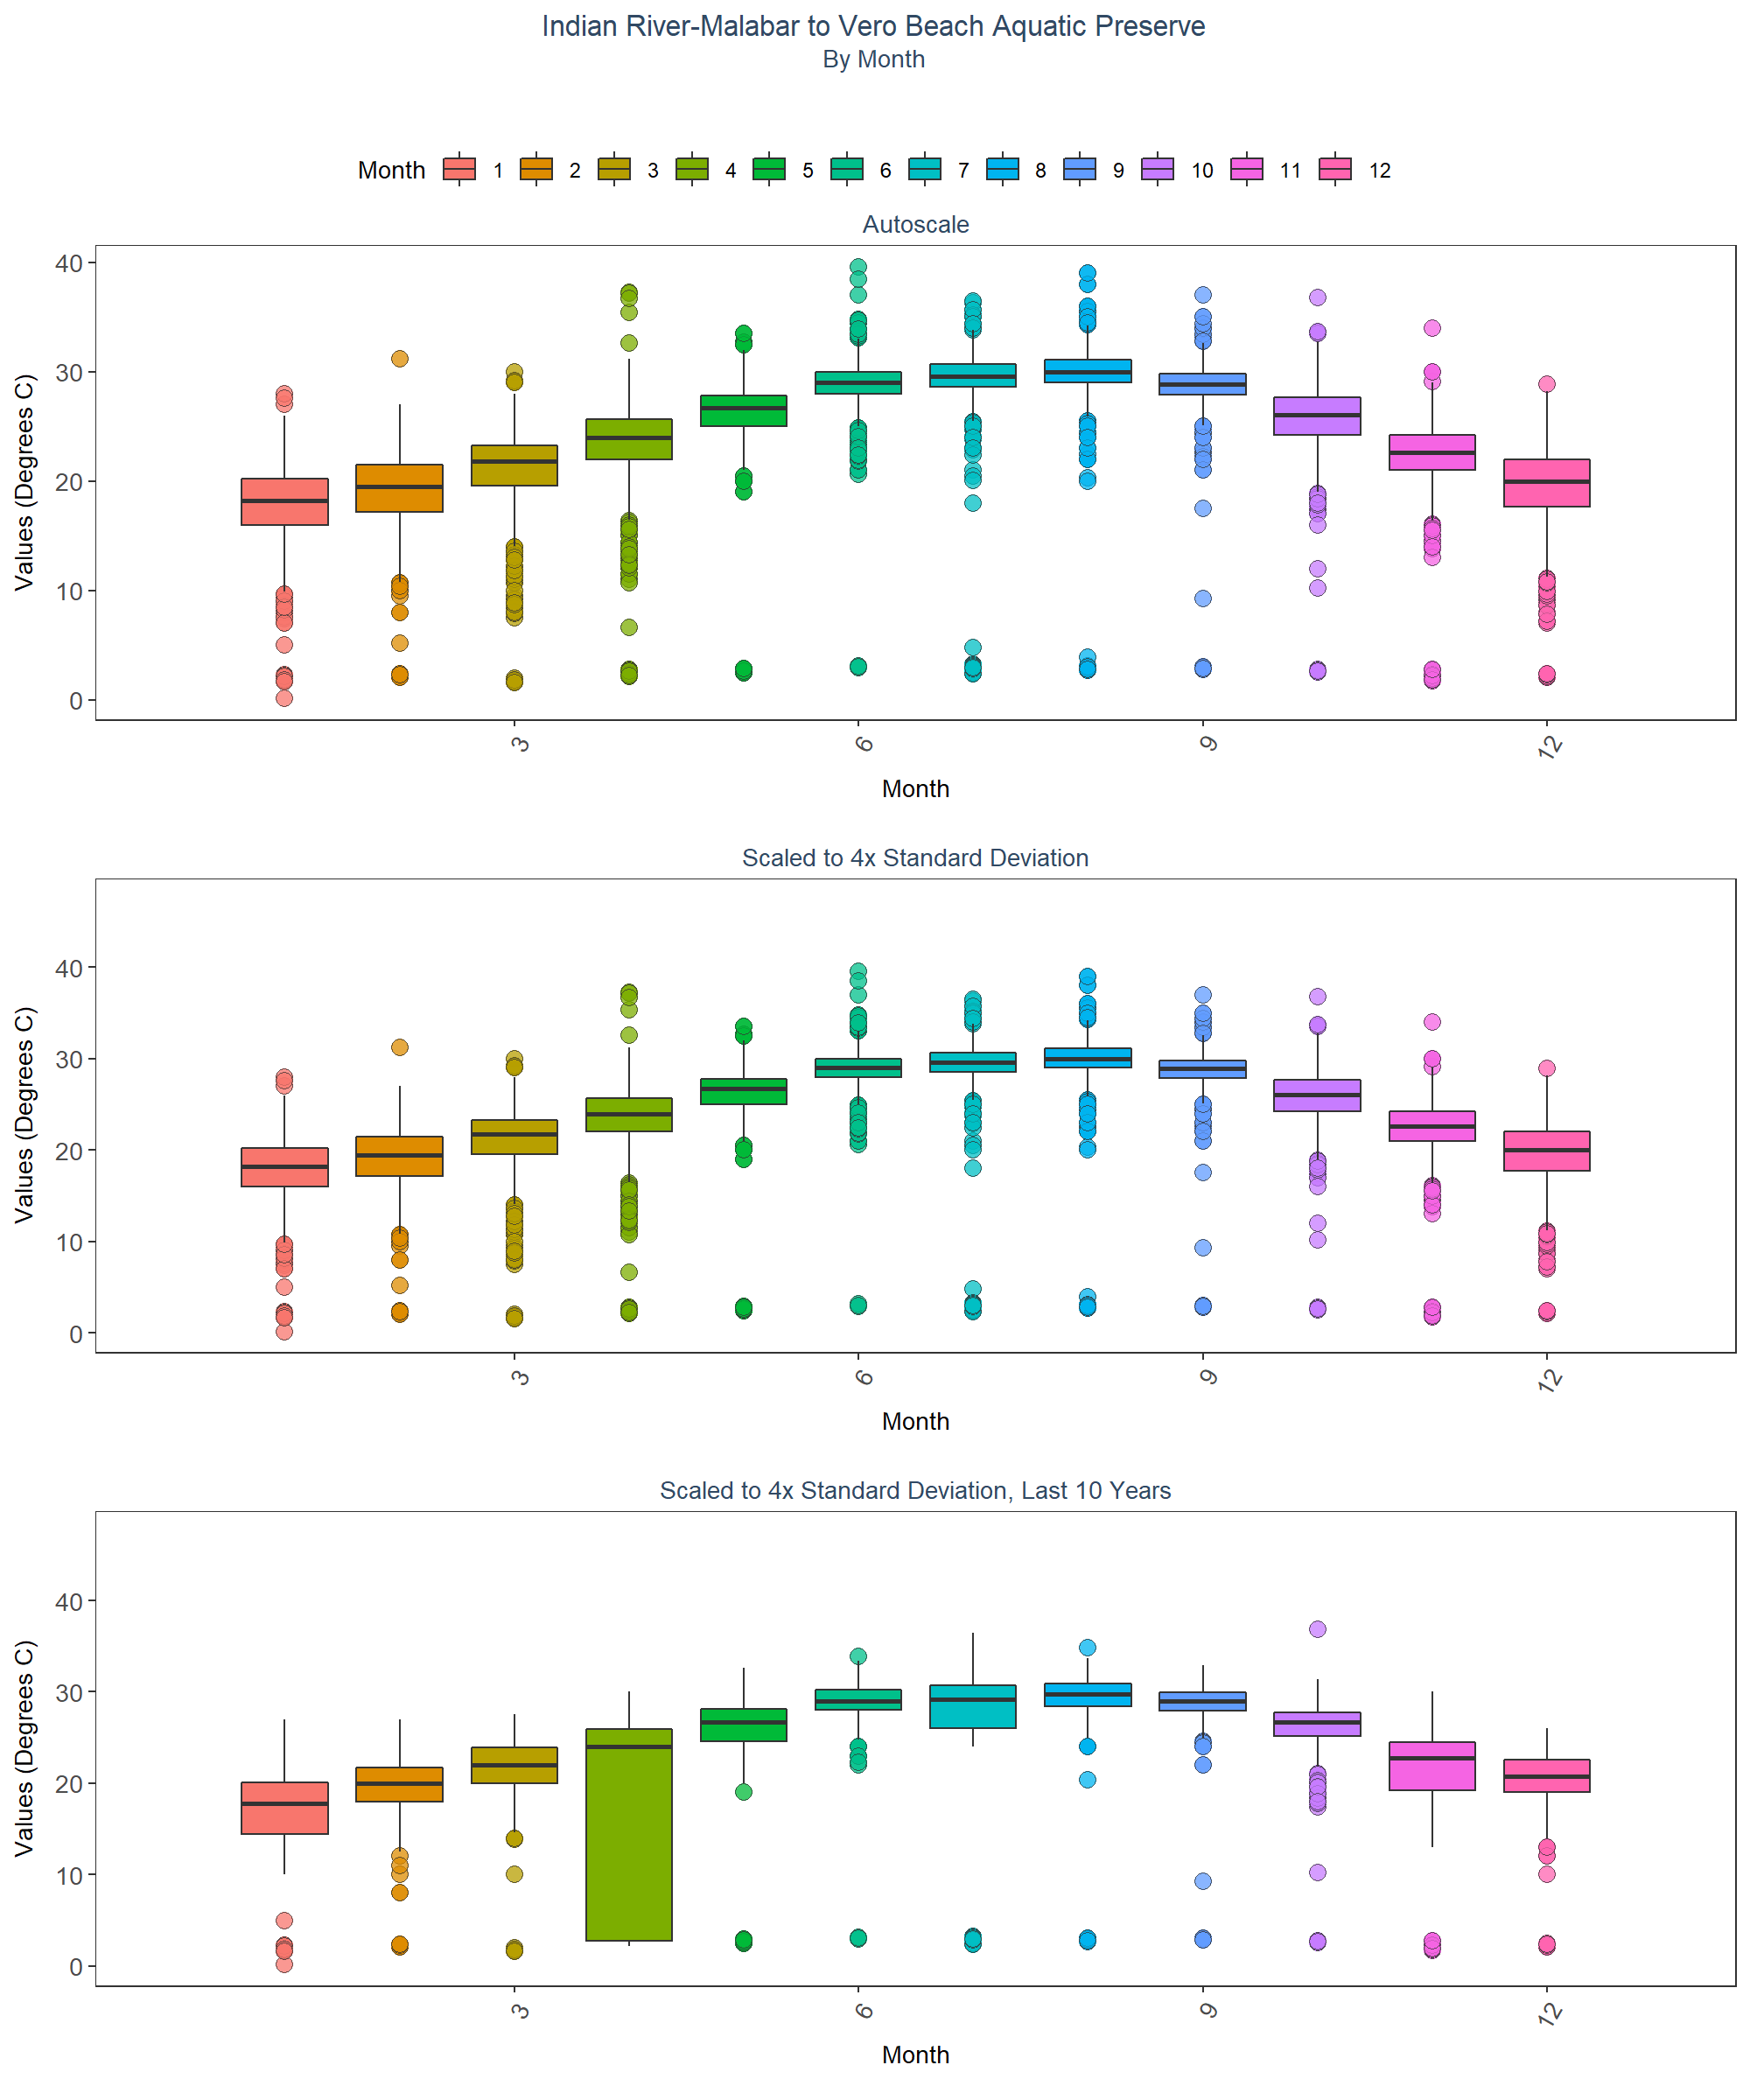 Indian River-Malabar to Vero Beach Aquatic Preserve
By Month
Month 1 2 3 4 5 6 7 8 9 10 11 12
Autoscale
Values (Degrees C)
40
30
20
10
0
3 6 9 12
Month
Scaled to 4x Standard Deviation
Values (Degrees C)
40
30
20
10
0
3 6 9 12
Month
Scaled to 4x Standard Deviation, Last 10 Years
Values (Degrees C)
40
30
20
10
0
3 6 9 12
Month